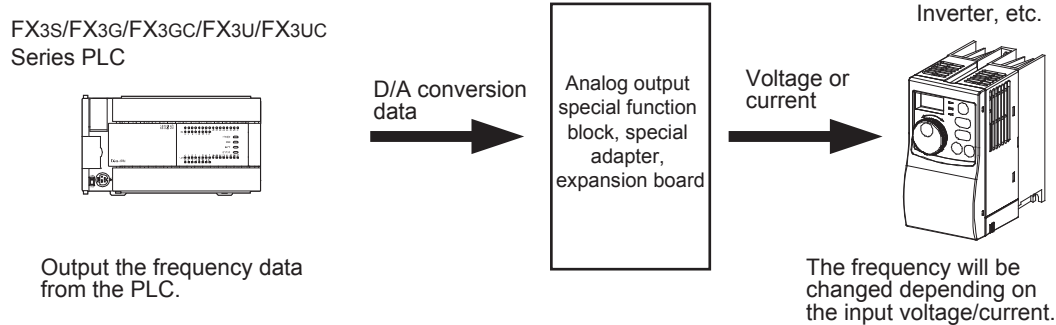 FX3S/FX3G/FX3GC/FX3U/FX3UC
Series PLC
D/A conversion
data
Analog output
special function
block, special
adapter,
expansion board
Voltage or
current
Inverter, etc.
Output the frequency data
from the PLC.
The frequency will be
changed depending on
the input voltage/current.